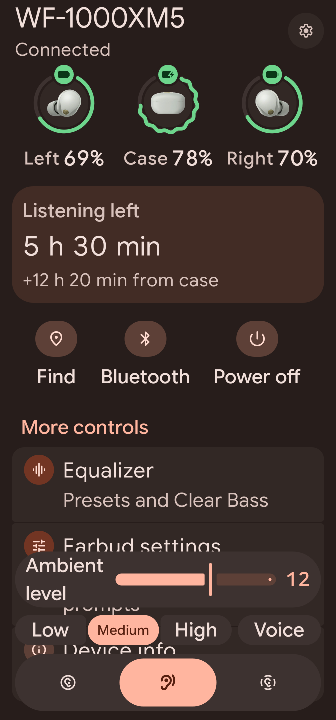 WF-1000XM5
Connected
Left 69% Case 78% Right 70%
Listening left
5 h 30 min
+12 h 20 min from case
Find Bluetooth Power off
More controls
Equalizer
Presets and Clear Bass
Earbud settings
Ambient level 12
prompts
Low Medium High Voice
Device info